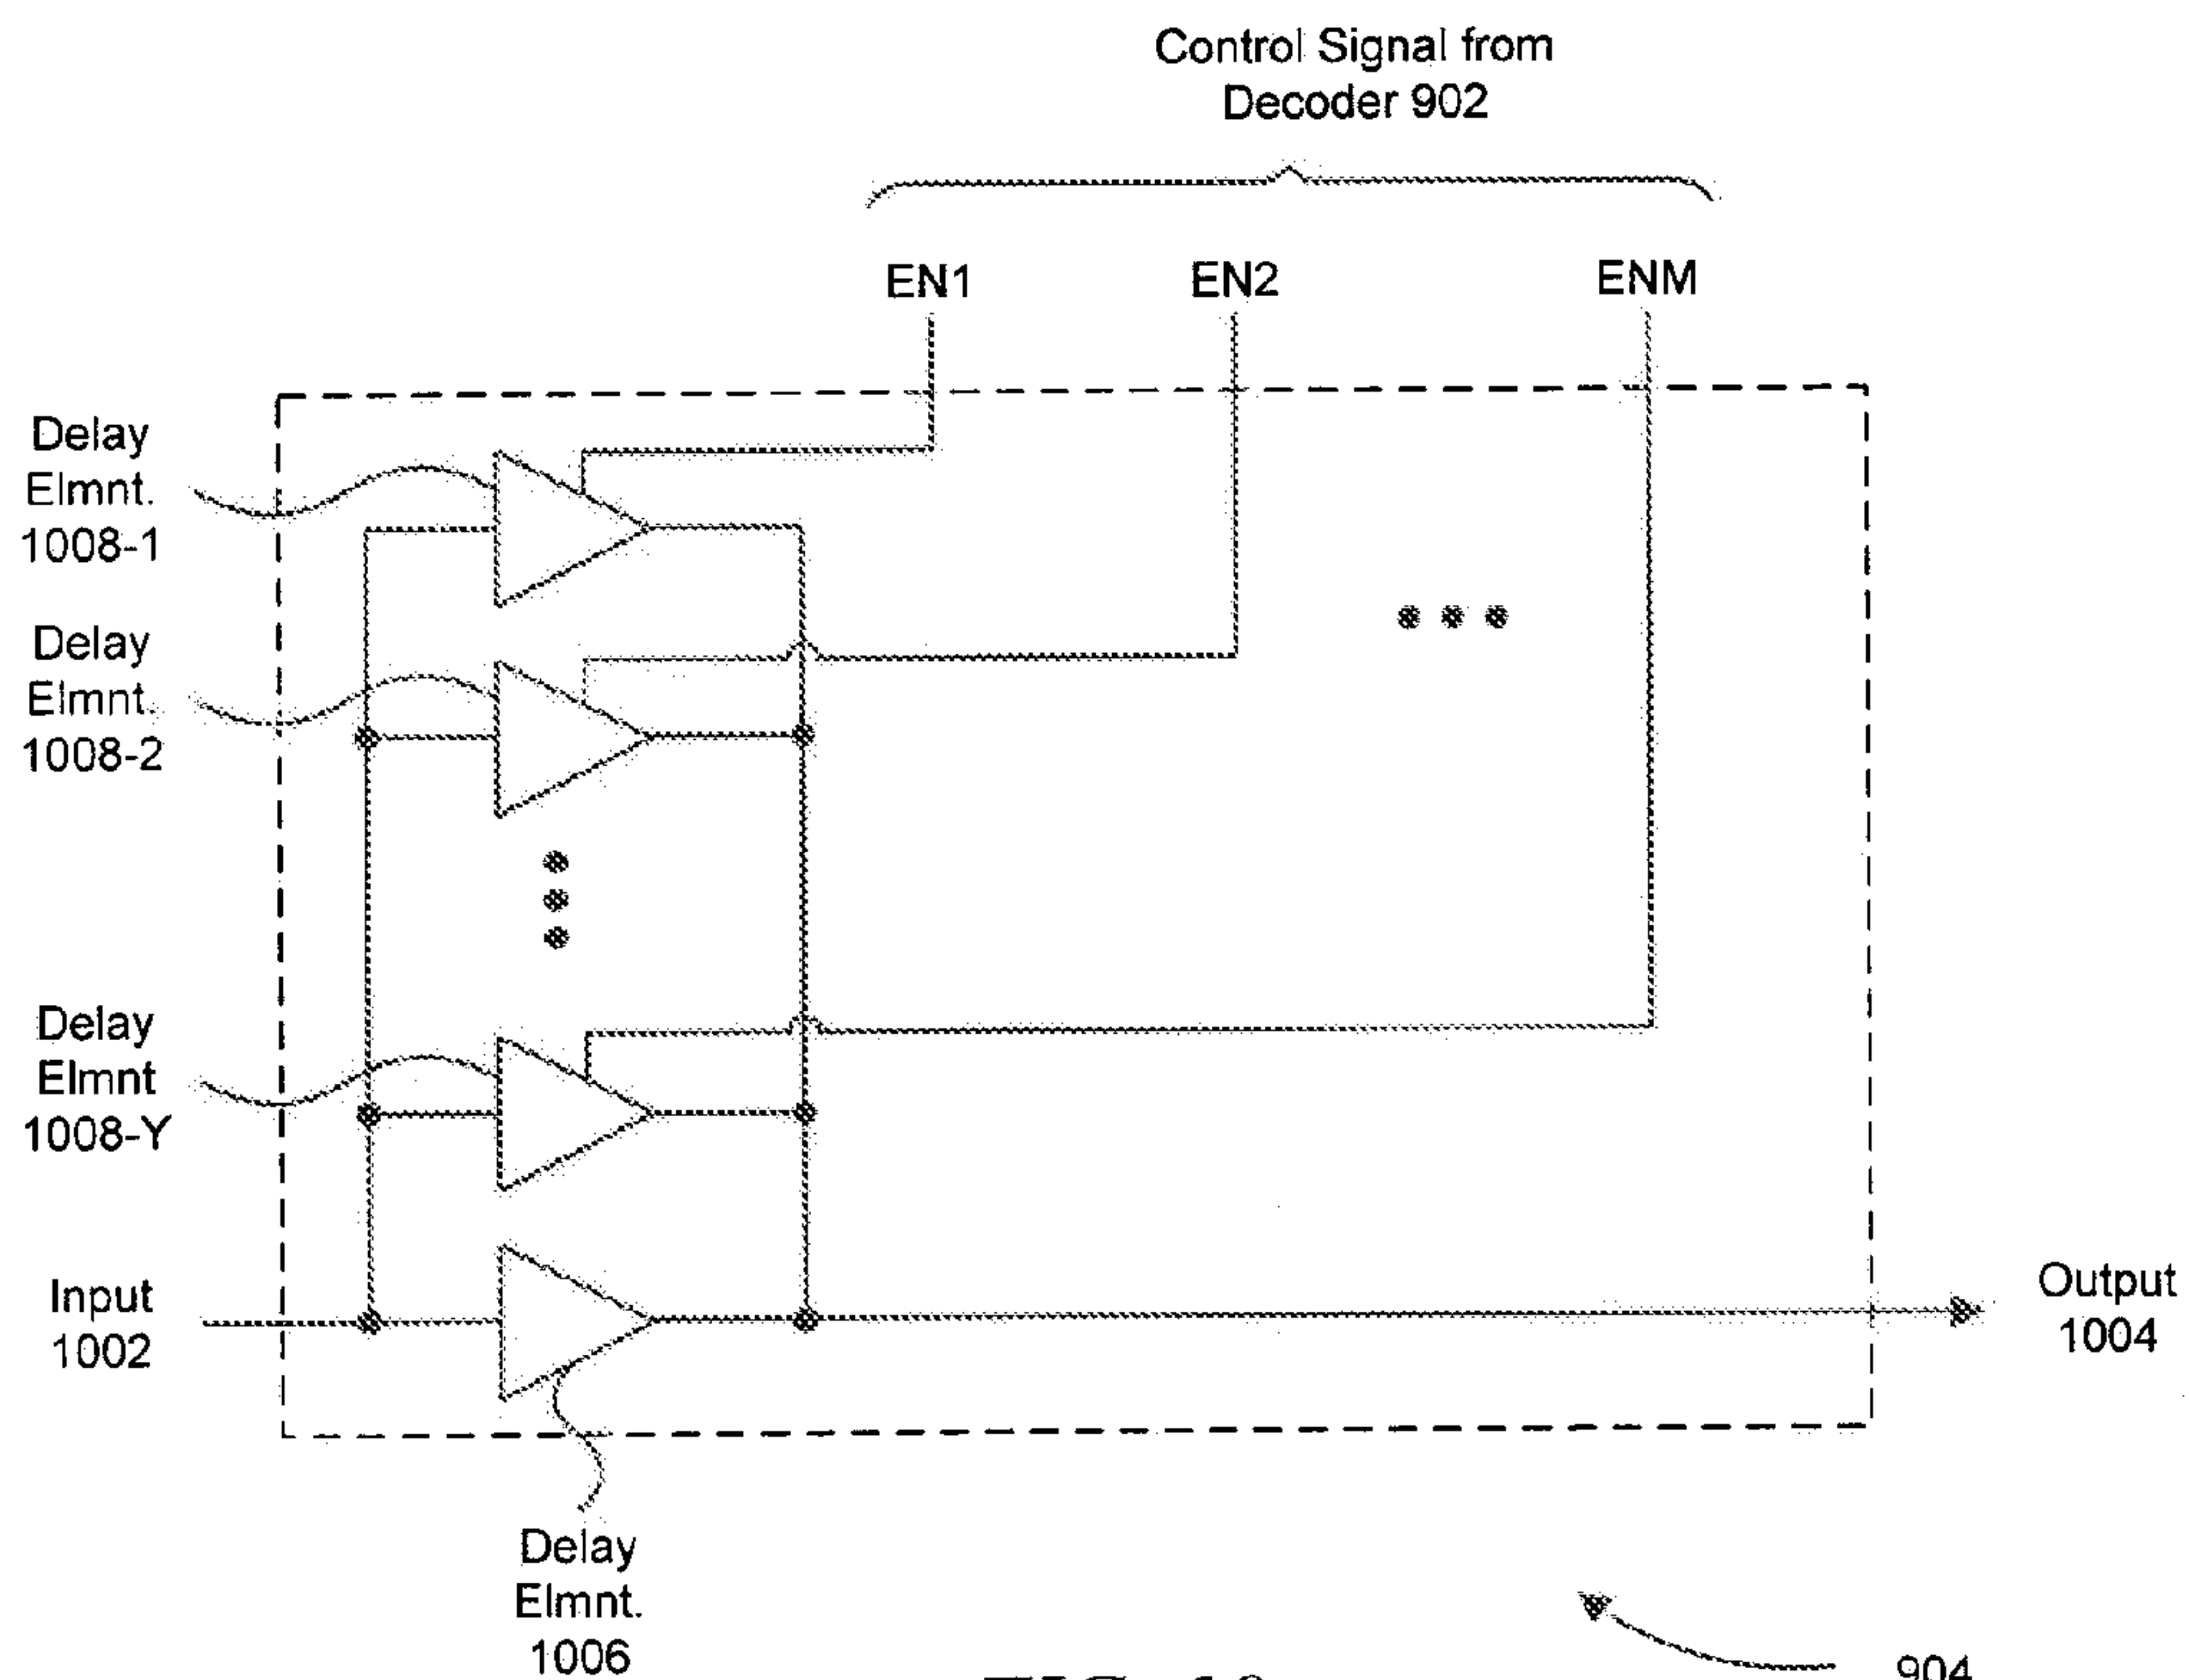 Control Signal from
Decoder 902
EN1
EN2
ENM
Delay
Elmnt.
1008-1
Delay
Elmnt.
1008-2
Delay
Elmnt
1008-Y
Input
1002
Output
1004
Delay
Elmnt.
1006
904